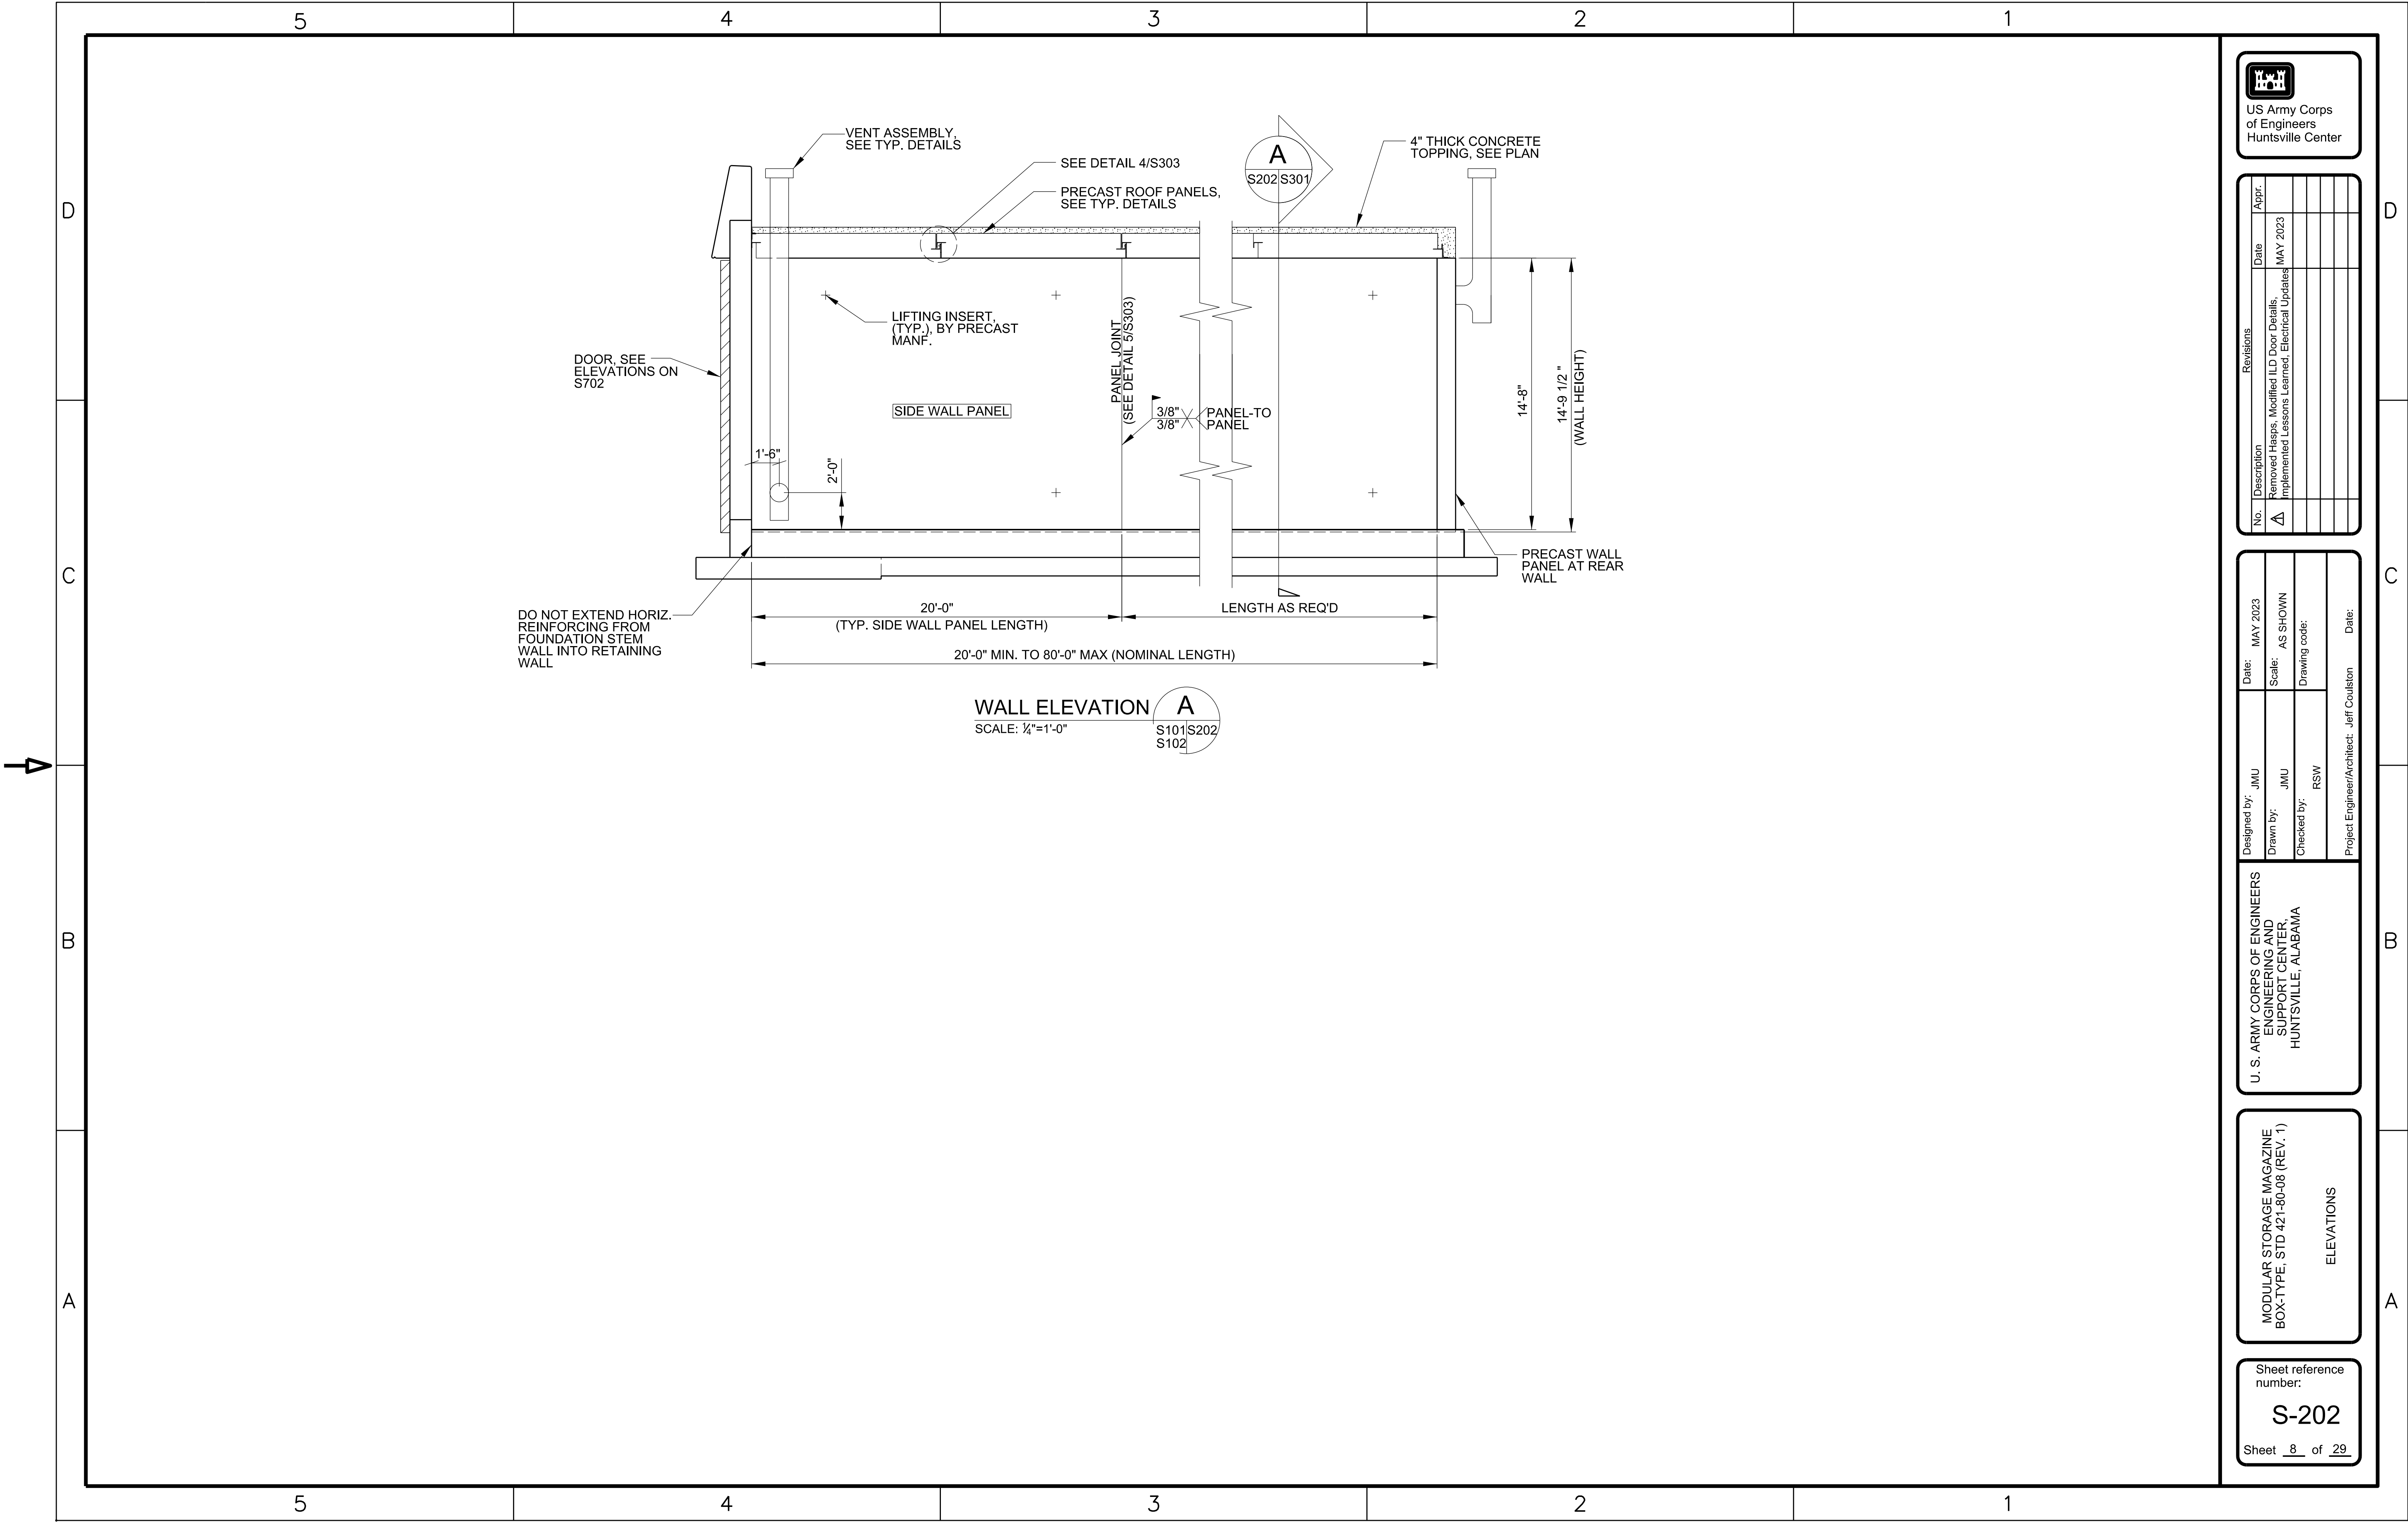 5 4 3 2 1
D
C
B
A
D
C
B
A
VENT ASSEMBLY,
SEE TYP. DETAILS
SEE DETAIL 4/S303
PRECAST ROOF PANELS,
SEE TYP. DETAILS
A
S202 S301
4" THICK CONCRETE
TOPPING, SEE PLAN
LIFTING INSERT,
(TYP.), BY PRECAST
MANF.
DOOR, SEE
ELEVATIONS ON
S702
SIDE WALL PANEL
PANEL JOINT
(SEE DETAIL 5/S303)
3/8"
3/8"
PANEL-TO
PANEL
14'-8"
14'-9 1/2 "
(WALL HEIGHT)
1'-6"
2'-0"
PRECAST WALL
PANEL AT REAR
WALL
DO NOT EXTEND HORIZ.
REINFORCING FROM
FOUNDATION STEM
WALL INTO RETAINING
WALL
20'-0"
(TYP. SIDE WALL PANEL LENGTH)
LENGTH AS REQ'D
20'-0" MIN. TO 80'-0" MAX (NOMINAL LENGTH)
WALL ELEVATION
SCALE: ¼"=1'-0"
A
S101 S202
S102
US Army Corps
of Engineers
Huntsville Center
Revisions
No. Description Date Appr.
1 Removed Hasps, Modified ILD Door Details,
Implemented Lessons Learned, Electrical Updates
MAY 2023
Designed by:
JMU
Date:
MAY 2023
Drawn by:
JMU
Scale:
AS SHOWN
Checked by:
RSW
Drawing code:
Project Engineer/Architect: Jeff Coulston Date:
U. S. ARMY CORPS OF ENGINEERS
ENGINEERING AND
SUPPORT CENTER,
HUNTSVILLE, ALABAMA
MODULAR STORAGE MAGAZINE
BOX-TYPE, STD 421-80-08 (REV. 1)
ELEVATIONS
Sheet reference
number:
S-202
Sheet 8 of 29
5 4 3 2 1